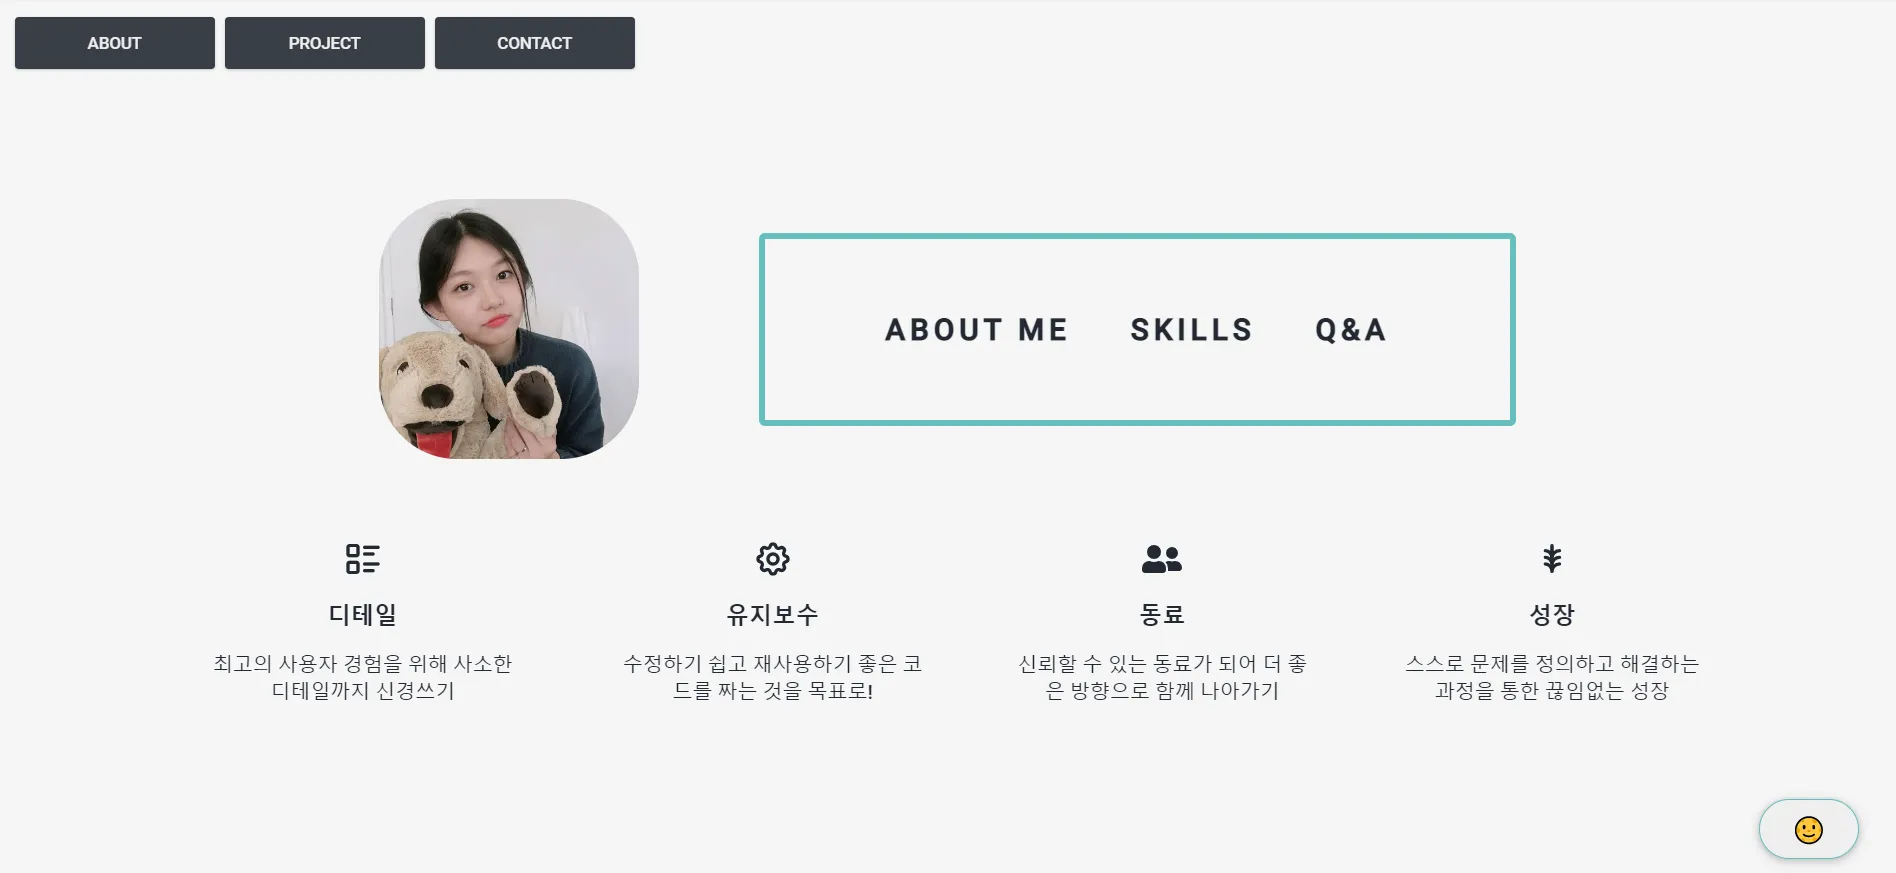 ABOUT
PROJECT
CONTACT
ABOUT ME
SKILLS
Q&A
디테일
최고의 사용자 경험을 위해 사소한
디테일까지 신경쓰기
유지보수
수정하기 쉽고 재사용하기 좋은 코
드를 짜는 것을 목표로!
동료
신뢰할 수 있는 동료가 되어 더 좋
은 방향으로 함께 나아가기
성장
스스로 문제를 정의하고 해결하는
과정을 통한 끊임없는 성장